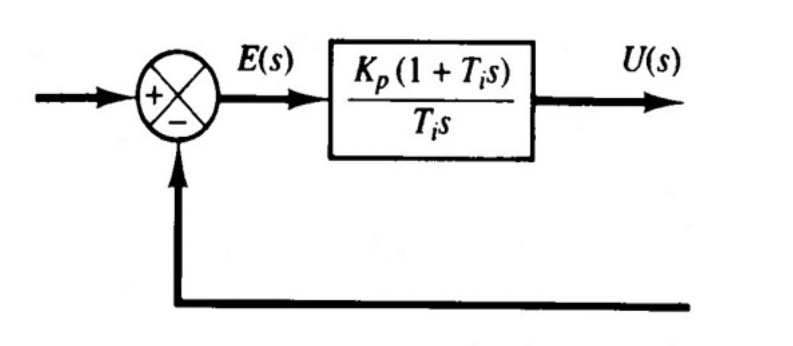 E(s)
K_p (1 + T_i s)
T_i s
U(s)
+
−